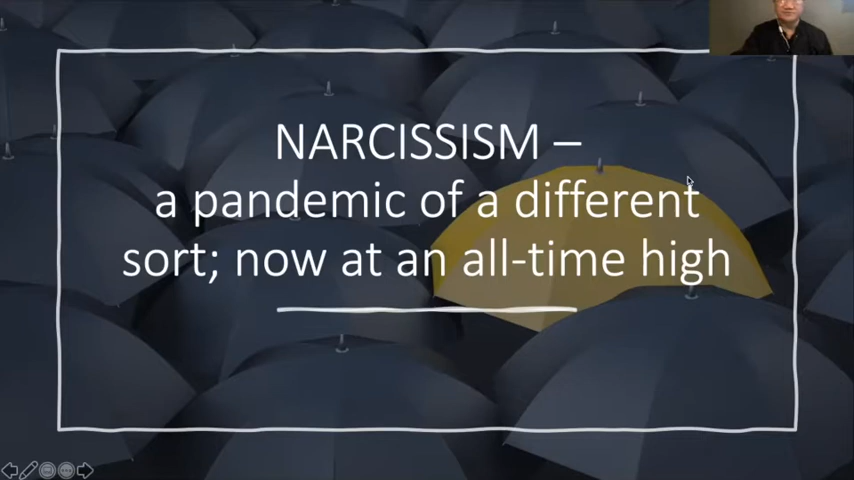 NARCISSISM –
a pandemic of a different
sort; now at an all-time high